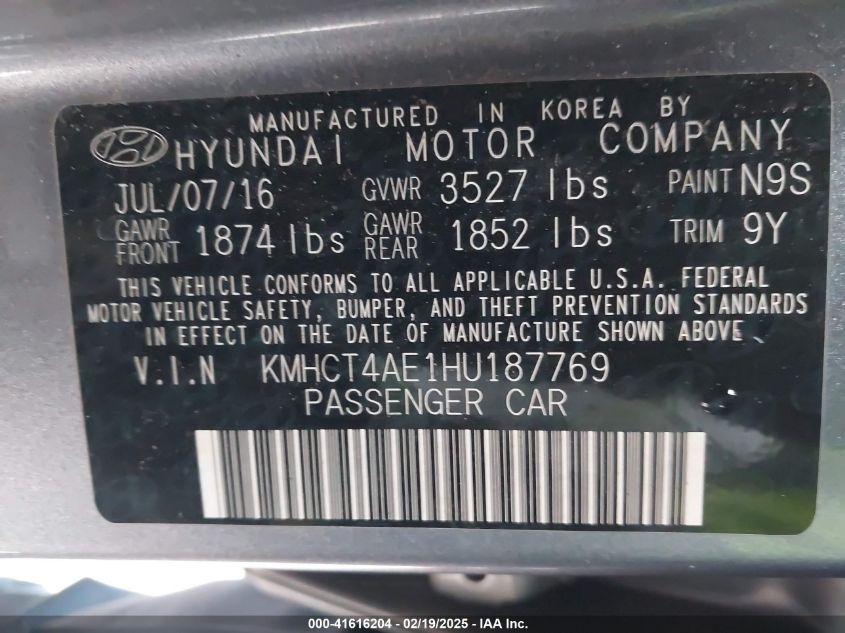 MANUFACTURED IN KOREA BY
HYUNDAI MOTOR COMPANY
JUL/07/16 GVWR 3527 lbs PAINT N9S
GAWR FRONT 1874 lbs GAWR REAR 1852 lbs TRIM 9Y
THIS VEHICLE CONFORMS TO ALL APPLICABLE U.S.A. FEDERAL
MOTOR VEHICLE SAFETY, BUMPER, AND THEFT PREVENTION STANDARDS
IN EFFECT ON THE DATE OF MANUFACTURE SHOWN ABOVE
V.I.N KMHCT4AE1HU187769
PASSENGER CAR
000-41616204 - 02/19/2025 - IAA Inc.